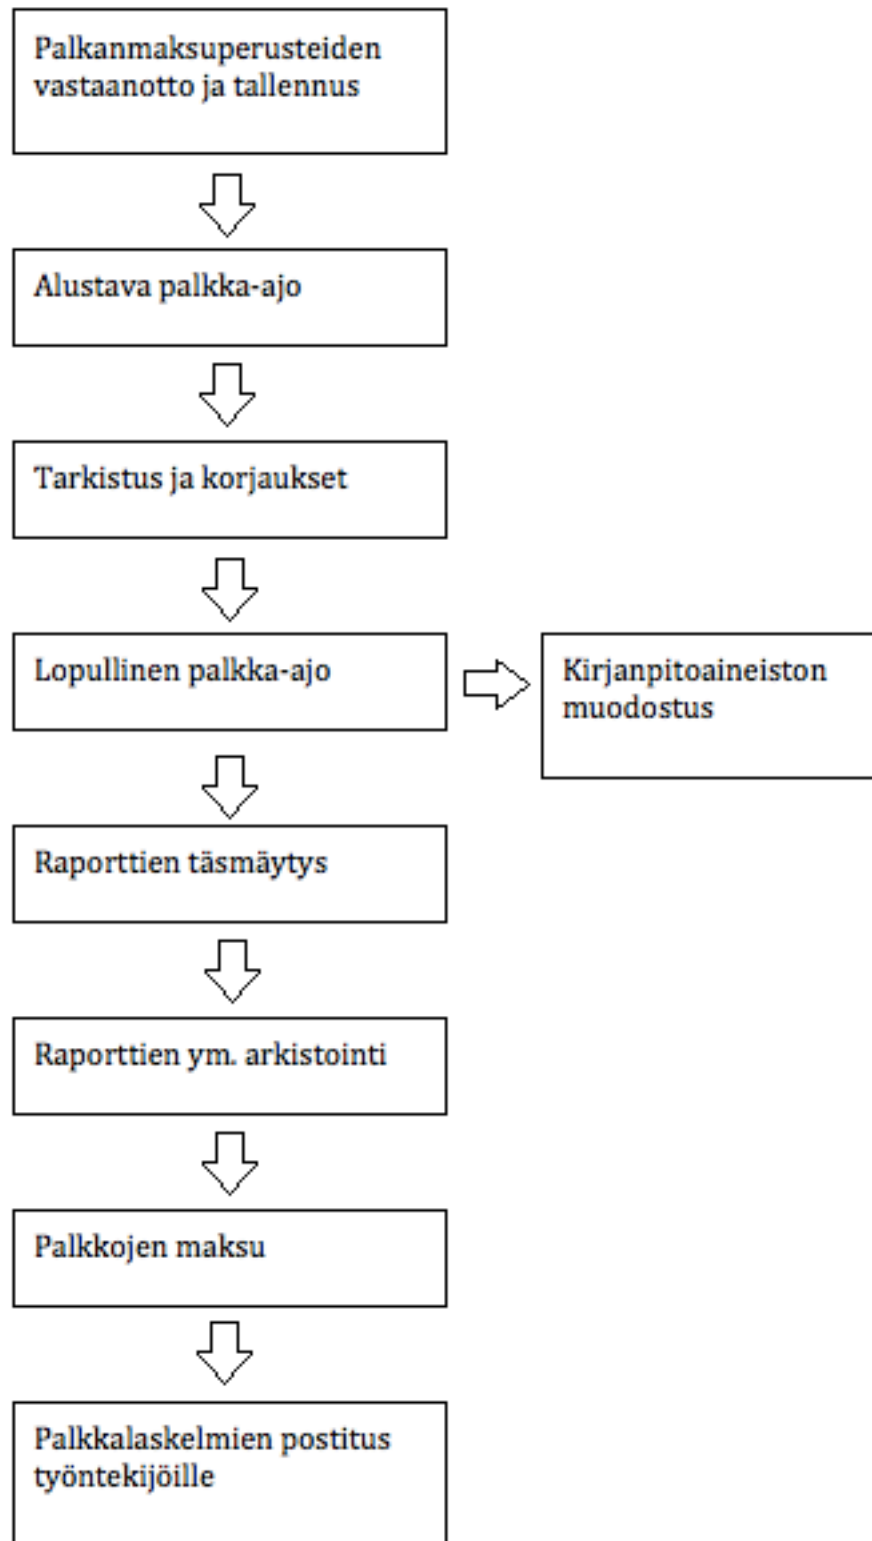 Palkanmaksuperusteiden
vastaanotto ja tallennus
Alustava palkka-ajo
Tarkistus ja korjaukset
Lopullinen palkka-ajo
Kirjanpitoaineiston
muodostus
Raporttien täsmäytys
Raporttien ym. arkistointi
Palkkojen maksu
Palkkalaskelmien postitus
työntekijöille